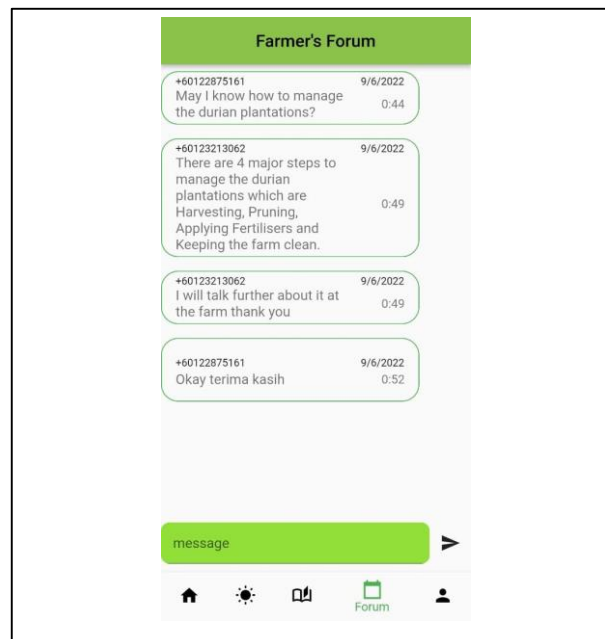 Farmer's Forum
+60122875161 9/6/2022
May I know how to manage
the durian plantations?
0:44
+60123213062 9/6/2022
There are 4 major steps to
manage the durian
plantations which are
Harvesting, Pruning,
Applying Fertilisers and
Keeping the farm clean.
0:49
+60123213062 9/6/2022
I will talk further about it at
the farm thank you
0:49
+60122875161 9/6/2022
Okay terima kasih 0:52
message
Forum